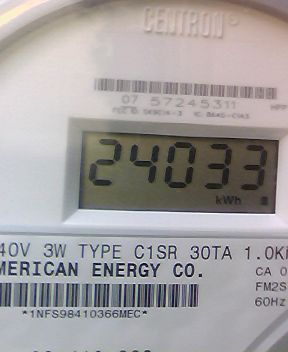 CENTRON
07 57245311
24033
kWh
40V 3W TYPE C1SR 30TA 1.0K
MERICAN ENERGY CO.
CA 0
FM2S
60Hz
*1NFS98410366MEC*